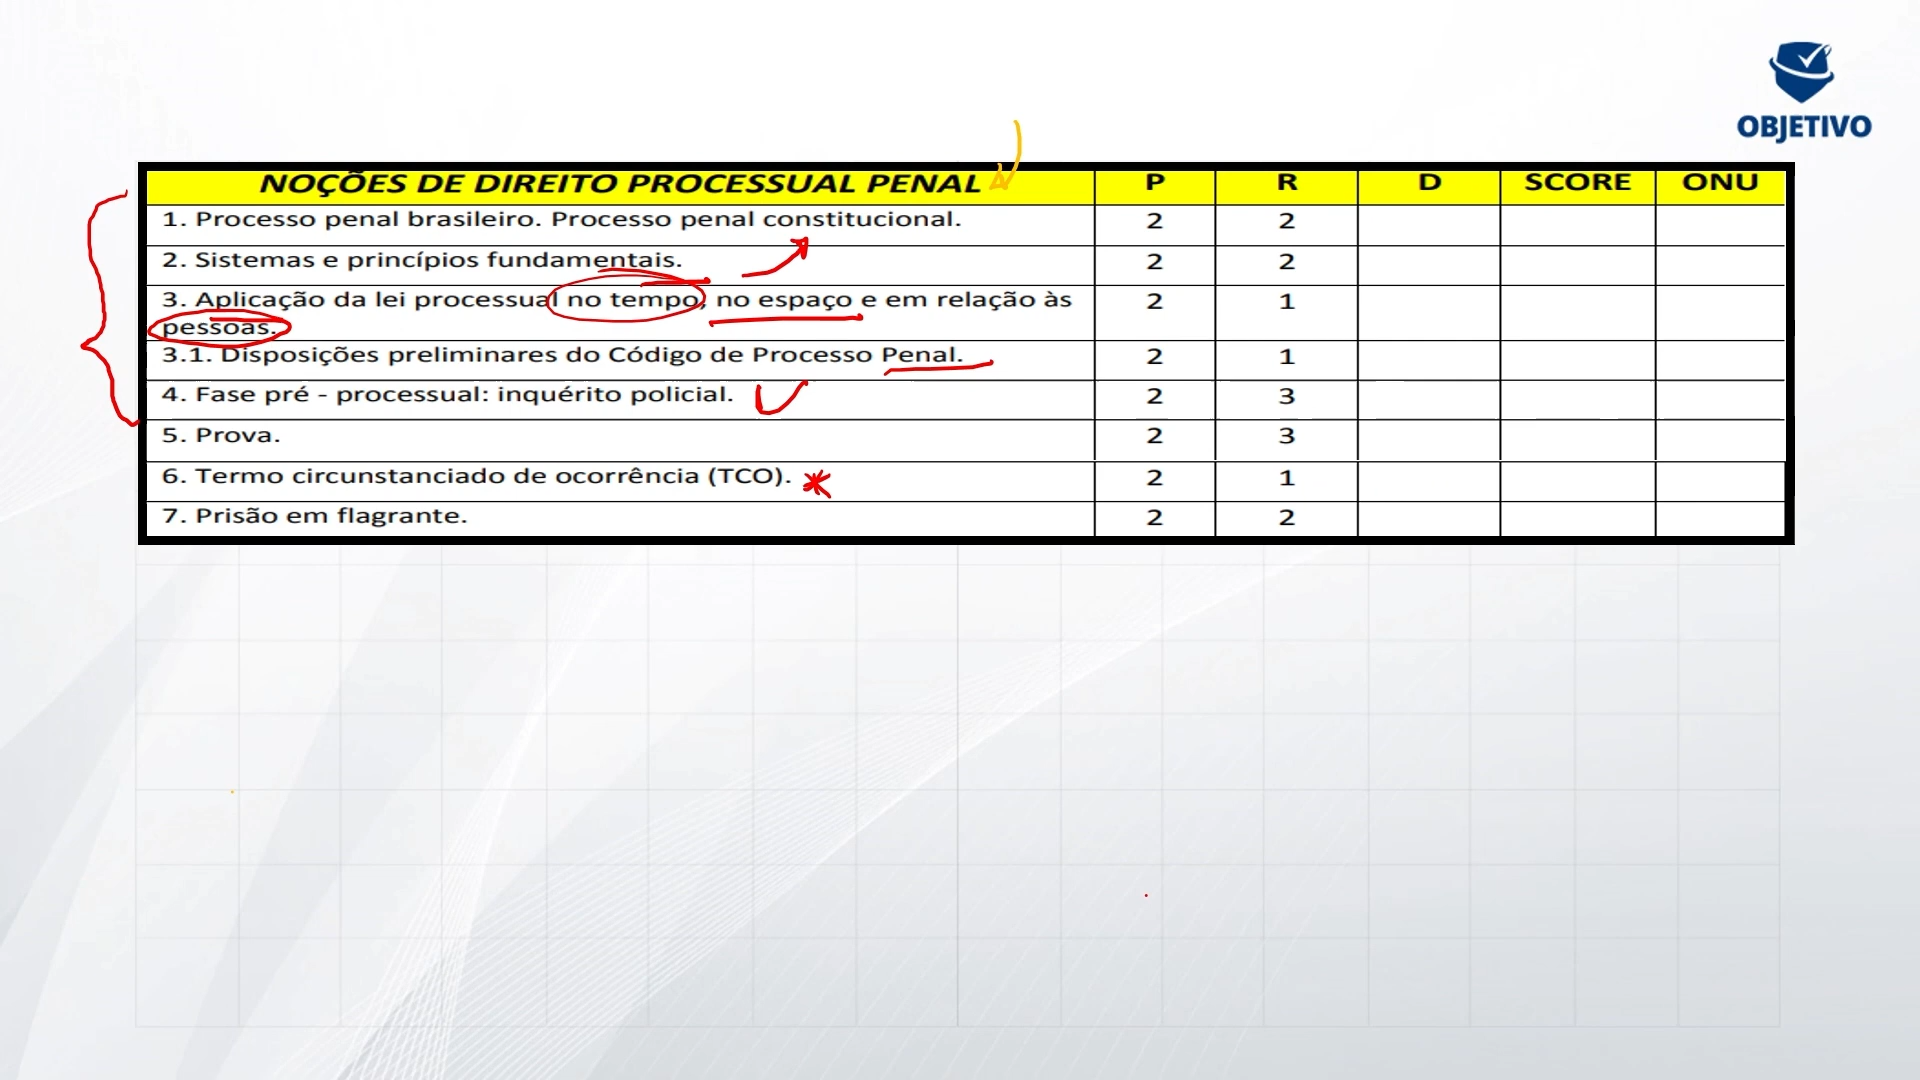 OBJETIVO
NOÇÕES DE DIREITO PROCESSUAL PENAL P R D SCORE ONU
1. Processo penal brasileiro. Processo penal constitucional. 2 2
2. Sistemas e princípios fundamentais. 2 2
3. Aplicação da lei processual no tempo, no espaço e em relação às 2 1
pessoas.
3.1. Disposições preliminares do Código de Processo Penal. 2 1
4. Fase pré - processual: inquérito policial. 2 3
5. Prova. 2 3
6. Termo circunstanciado de ocorrência (TCO). 2 1
7. Prisão em flagrante. 2 2